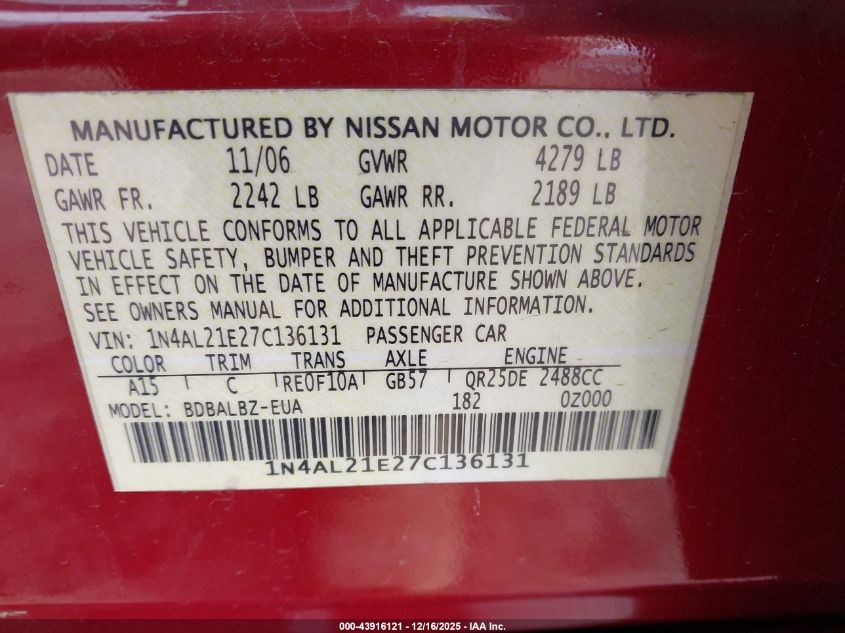 MANUFACTURED BY NISSAN MOTOR CO., LTD.
DATE 11/06 GVWR 4279 LB
GAWR FR. 2242 LB GAWR RR. 2189 LB
THIS VEHICLE CONFORMS TO ALL APPLICABLE FEDERAL MOTOR
VEHICLE SAFETY, BUMPER AND THEFT PREVENTION STANDARDS
IN EFFECT ON THE DATE OF MANUFACTURE SHOWN ABOVE.
SEE OWNERS MANUAL FOR ADDITIONAL INFORMATION.
VIN: 1N4AL21E27C136131 PASSENGER CAR
COLOR TRIM TRANS AXLE ENGINE
A15 C RE0F10A GB57 QR25DE 2488CC
MODEL: BDBALBZ-EUA 182 0Z000
1N4AL21E27C136131
000-43916121 - 12/16/2025 - IAA Inc.